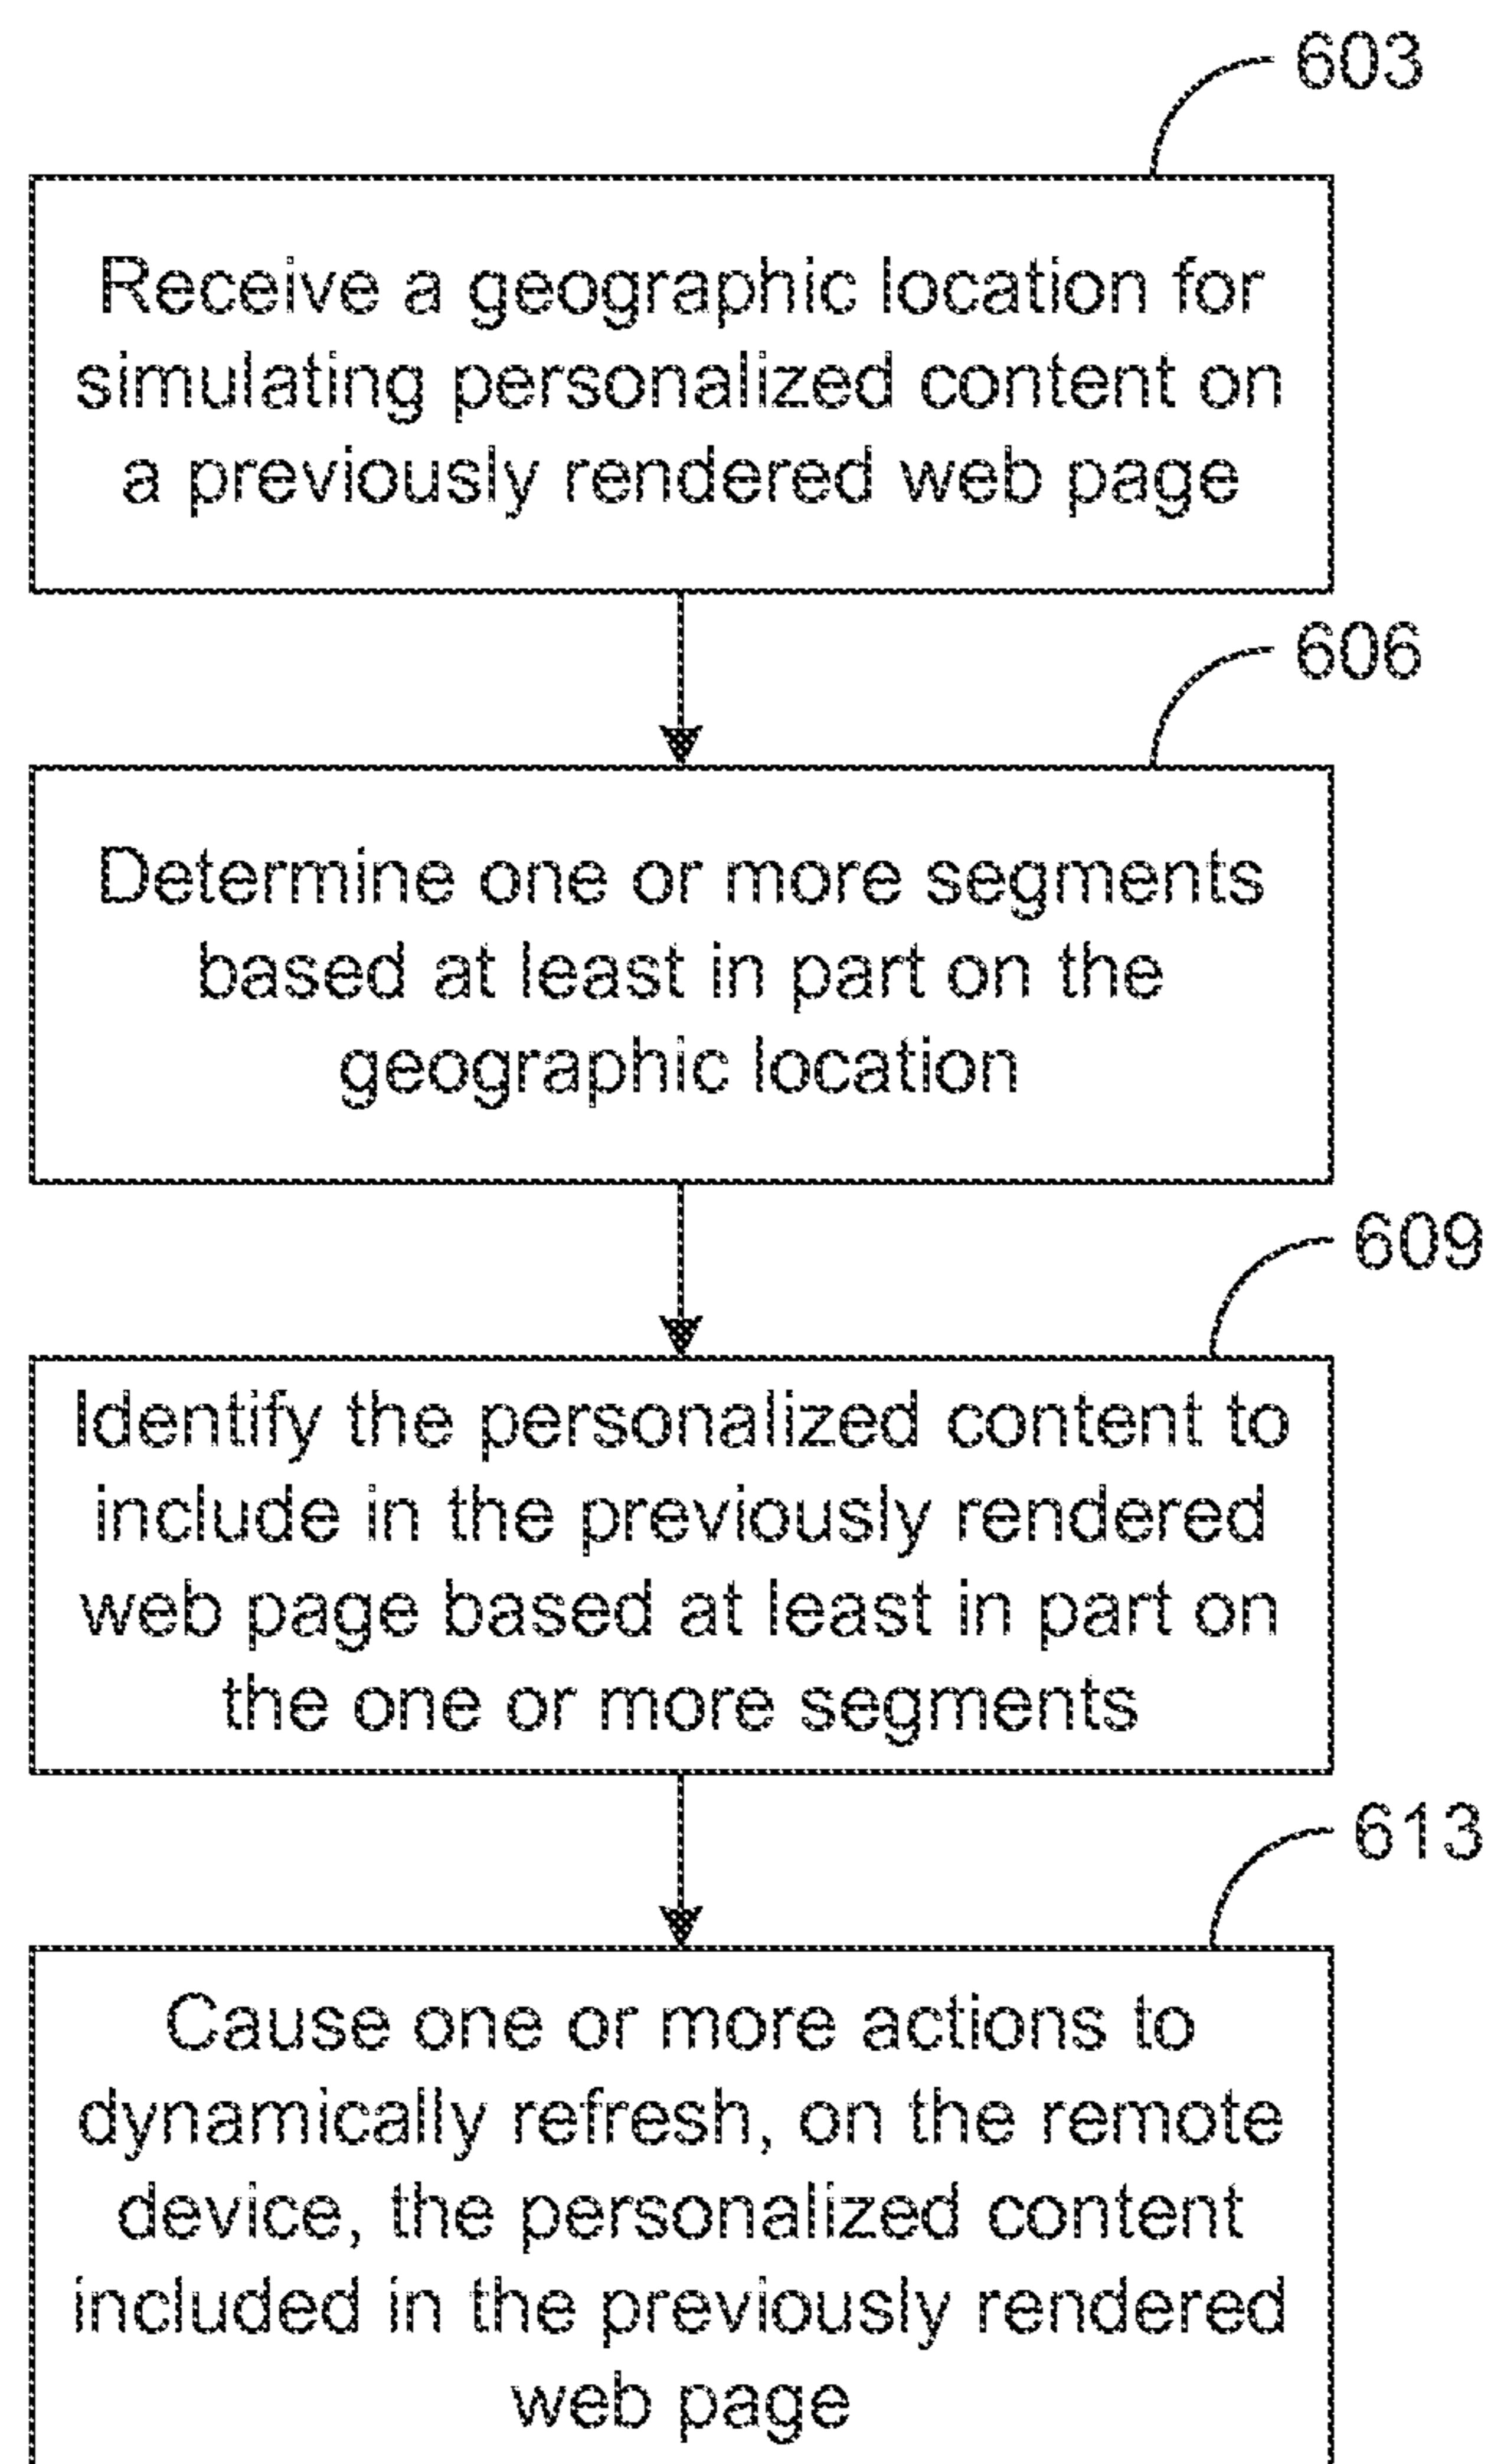 603
Receive a geographic location for
simulating personalized content on
a previously rendered web page
606
Determine one or more segments
based at least in part on the
geographic location
609
Identify the personalized content to
include in the previously rendered
web page based at least in part on
the one or more segments
613
Cause one or more actions to
dynamically refresh, on the remote
device, the personalized content
included in the previously rendered
web page